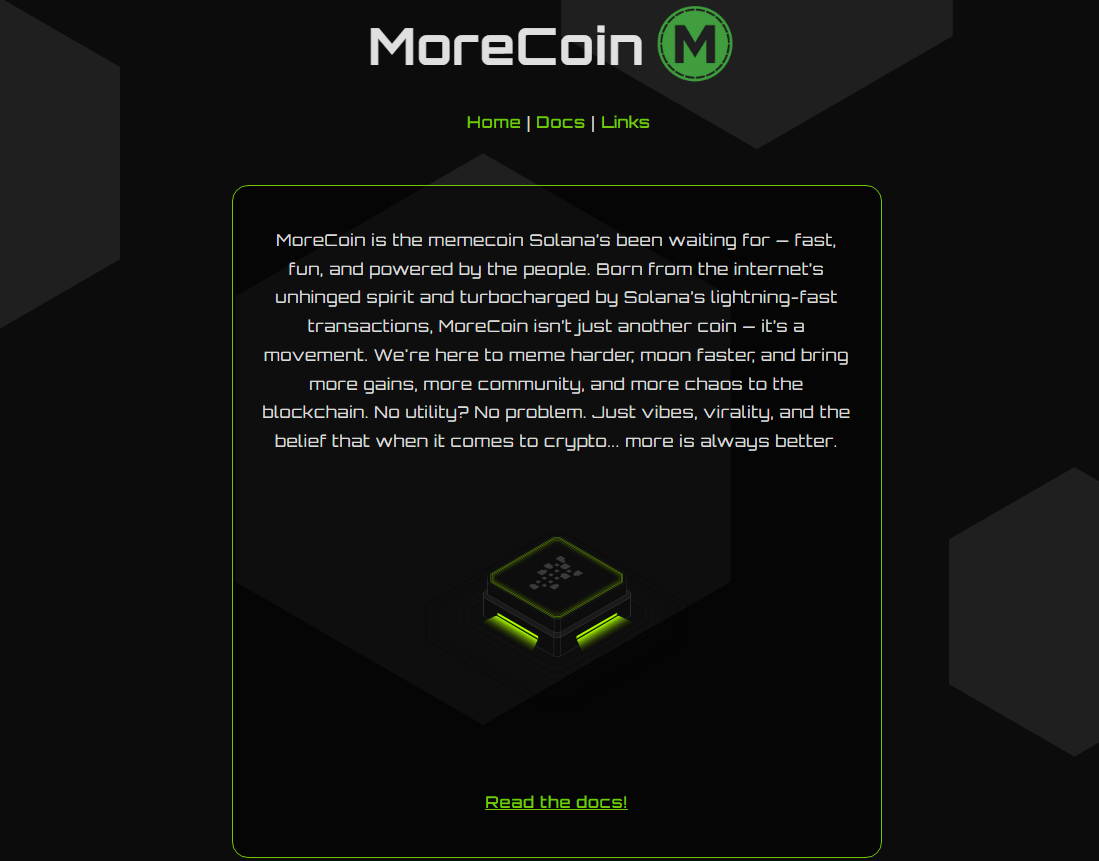 MoreCoin M
Home | Docs | Links
MoreCoin is the memecoin Solana's been waiting for — fast,
fun, and powered by the people. Born from the internet's
unhinged spirit and turbocharged by Solana's lightning-fast
transactions, MoreCoin isn't just another coin — it's a
movement. We're here to meme harder, moon faster, and bring
more gains, more community, and more chaos to the
blockchain. No utility? No problem. Just vibes, virality, and the
belief that when it comes to crypto... more is always better.
Read the docs!